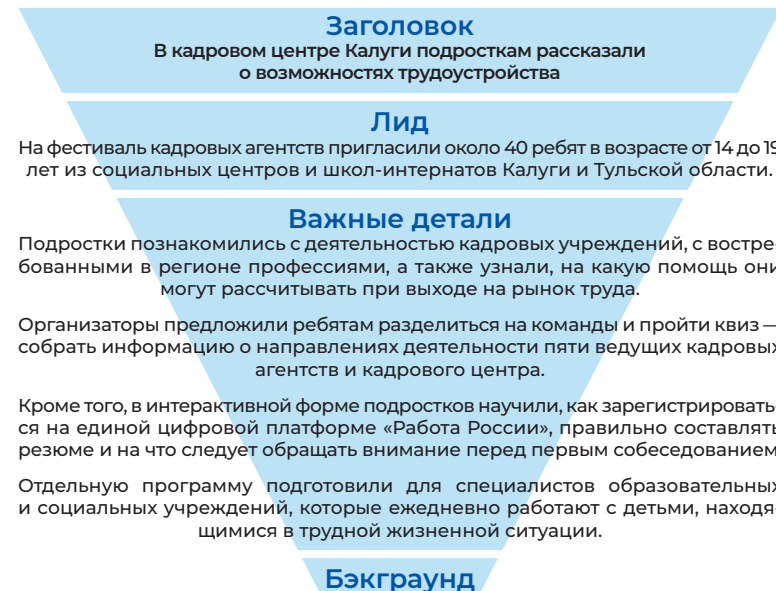 Заголовок
В кадровом центре Калуги подросткам рассказали
о возможностях трудоустройства
Лид
На фестиваль кадровых агентств пригласили около 40 ребят в возрасте от 14 до 19
лет из социальных центров и школ-интернатов Калуги и Тульской области.
Важные детали
Подростки познакомились с деятельностью кадровых учреждений, с востре-
бованными в регионе профессиями, а также узнали, на какую помощь они
могут рассчитывать при выходе на рынок труда.
Организаторы предложили ребятам разделиться на команды и пройти квиз —
собрать информацию о направлениях деятельности пяти ведущих кадровых
агентств и кадрового центра.
Кроме того, в интерактивной форме подростков научили, как зарегистрировать-
ся на единой цифровой платформе «Работа России», правильно составлять
резюме и на что следует обращать внимание перед первым собеседованием
Отдельную программу подготовили для специалистов образовательных
и социальных учреждений, которые ежедневно работают с детьми, находя-
щимися в трудной жизненной ситуации.
Бэкграунд